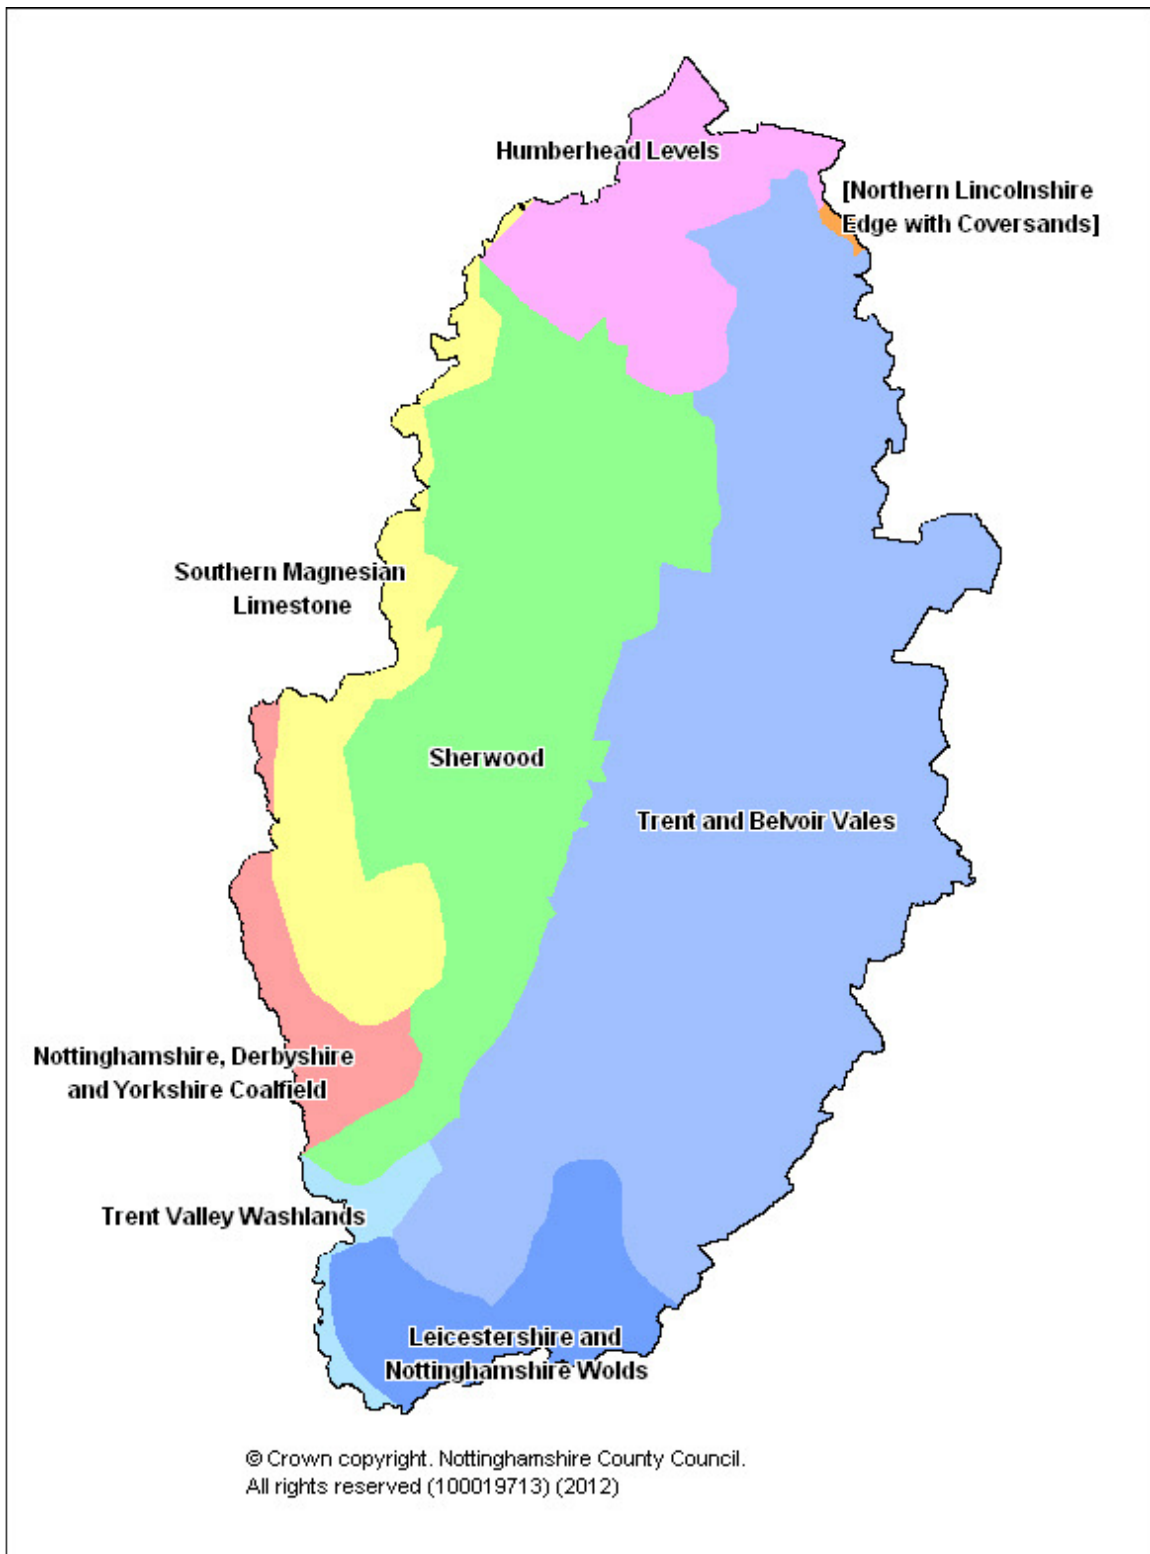 Humberhead Levels
[Northern Lincolnshire
Edge with Coversands]
Southern Magnesian
Limestone
Sherwood
Trent and Belvoir Vales
Nottinghamshire, Derbyshire
and Yorkshire Coalfield
Trent Valley Washlands
Leicestershire and
Nottinghamshire Wolds
© Crown copyright. Nottinghamshire County Council.
All rights reserved (100019713) (2012)